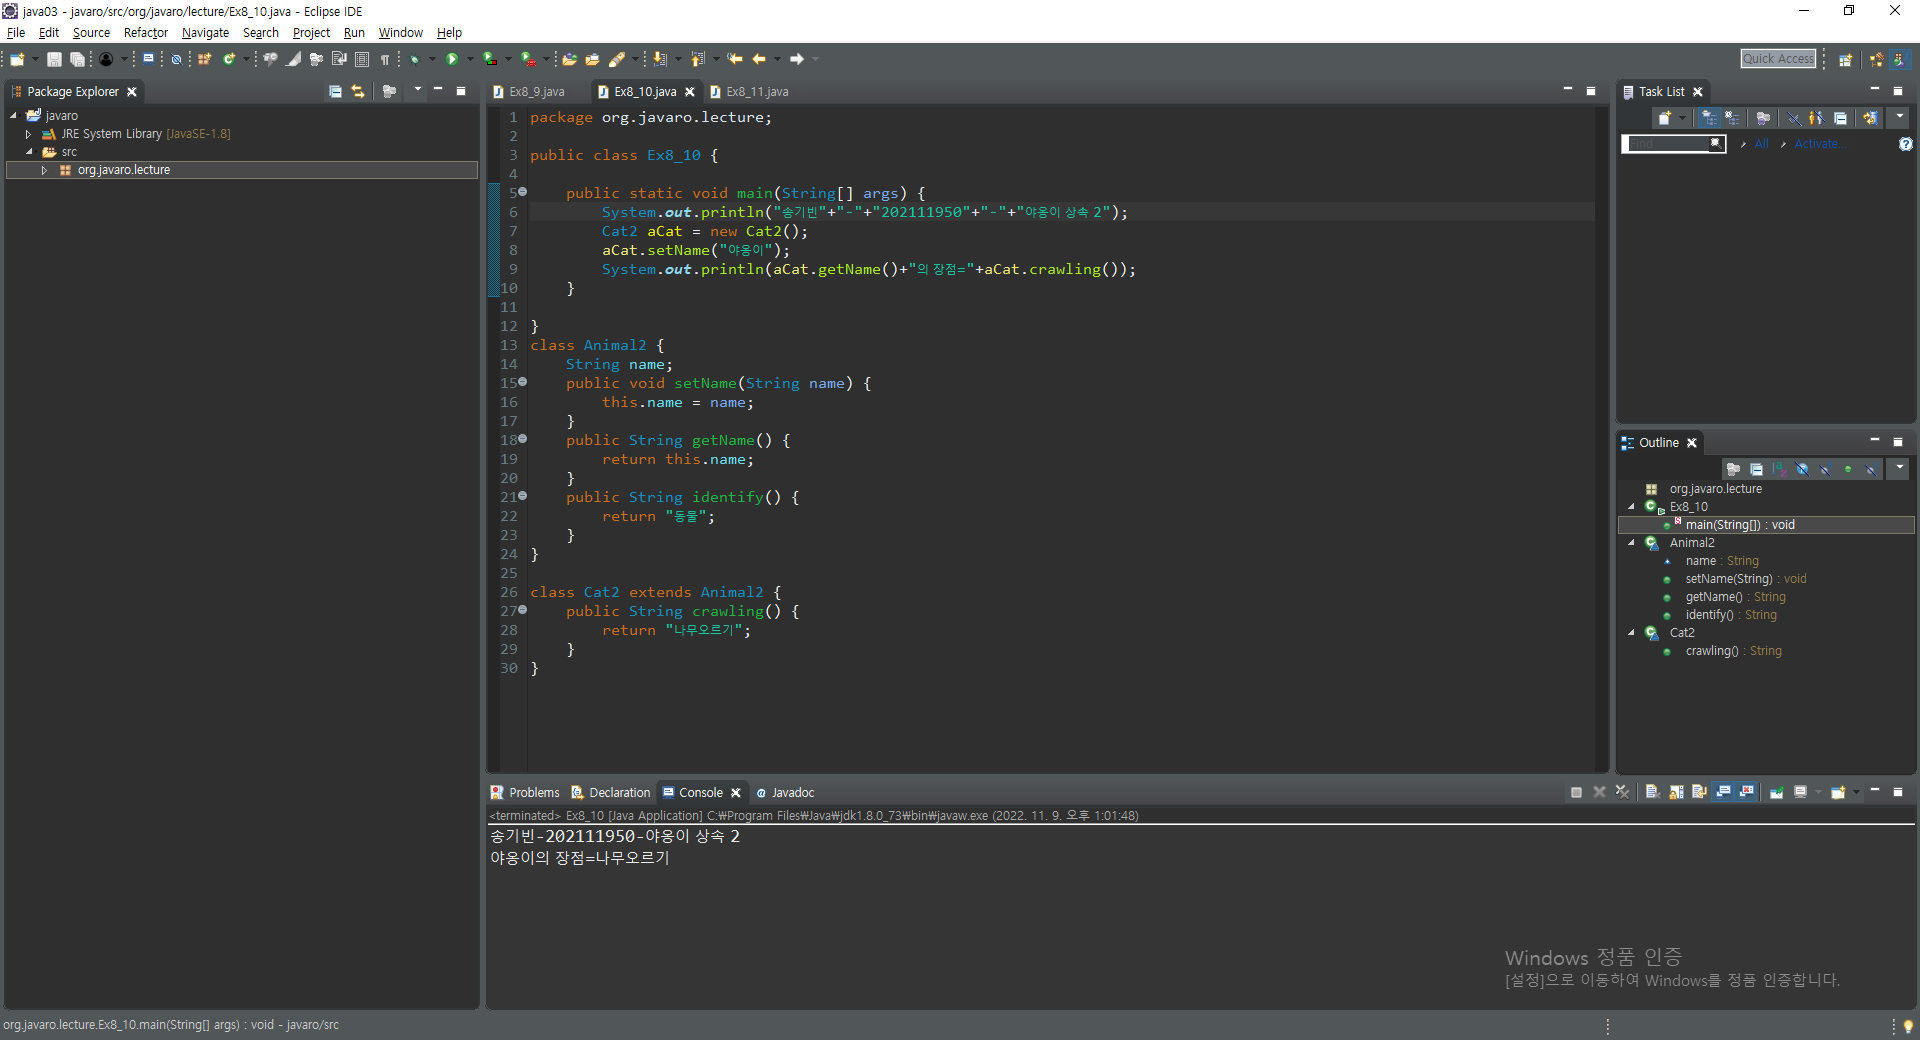 java03 - javaro/src/org/javaro/lecture/Ex8_10.java - Eclipse IDE
File Edit Source Refactor Navigate Search Project Run Window Help
Quick Access
Package Explorer
javaro
JRE System Library [JavaSE-1.8]
src
org.javaro.lecture
Ex8_9.java Ex8_10.java Ex8_11.java
1 package org.javaro.lecture;
2
3 public class Ex8_10 {
4
5 public static void main(String[] args) {
6 System.out.println("송기빈"+"-"+"202111950"+"-"+"야옹이 상속 2");
7 Cat2 aCat = new Cat2();
8 aCat.setName("야옹이");
9 System.out.println(aCat.getName()+"의 장점="+aCat.crawling());
10 }
11
12 }
13 class Animal2 {
14 String name;
15 public void setName(String name) {
16 this.name = name;
17 }
18 public String getName() {
19 return this.name;
20 }
21 public String identify() {
22 return "동물";
23 }
24 }
25
26 class Cat2 extends Animal2 {
27 public String crawling() {
28 return "나무오르기";
29 }
30 }
Task List
Find All Activate...
Outline
org.javaro.lecture
Ex8_10
main(String[]) : void
Animal2
name : String
setName(String) : void
getName() : String
identify() : String
Cat2
crawling() : String
Problems Declaration Console Javadoc
<terminated> Ex8_10 [Java Application] C:₩Program Files₩Java₩jdk1.8.0_73₩bin₩javaw.exe (2022. 11. 9. 오후 1:01:48)
송기빈-202111950-야옹이 상속 2
야옹이의 장점=나무오르기
Windows 정품 인증
[설정]으로 이동하여 Windows를 정품 인증합니다.
org.javaro.lecture.Ex8_10.main(String[] args) : void - javaro/src